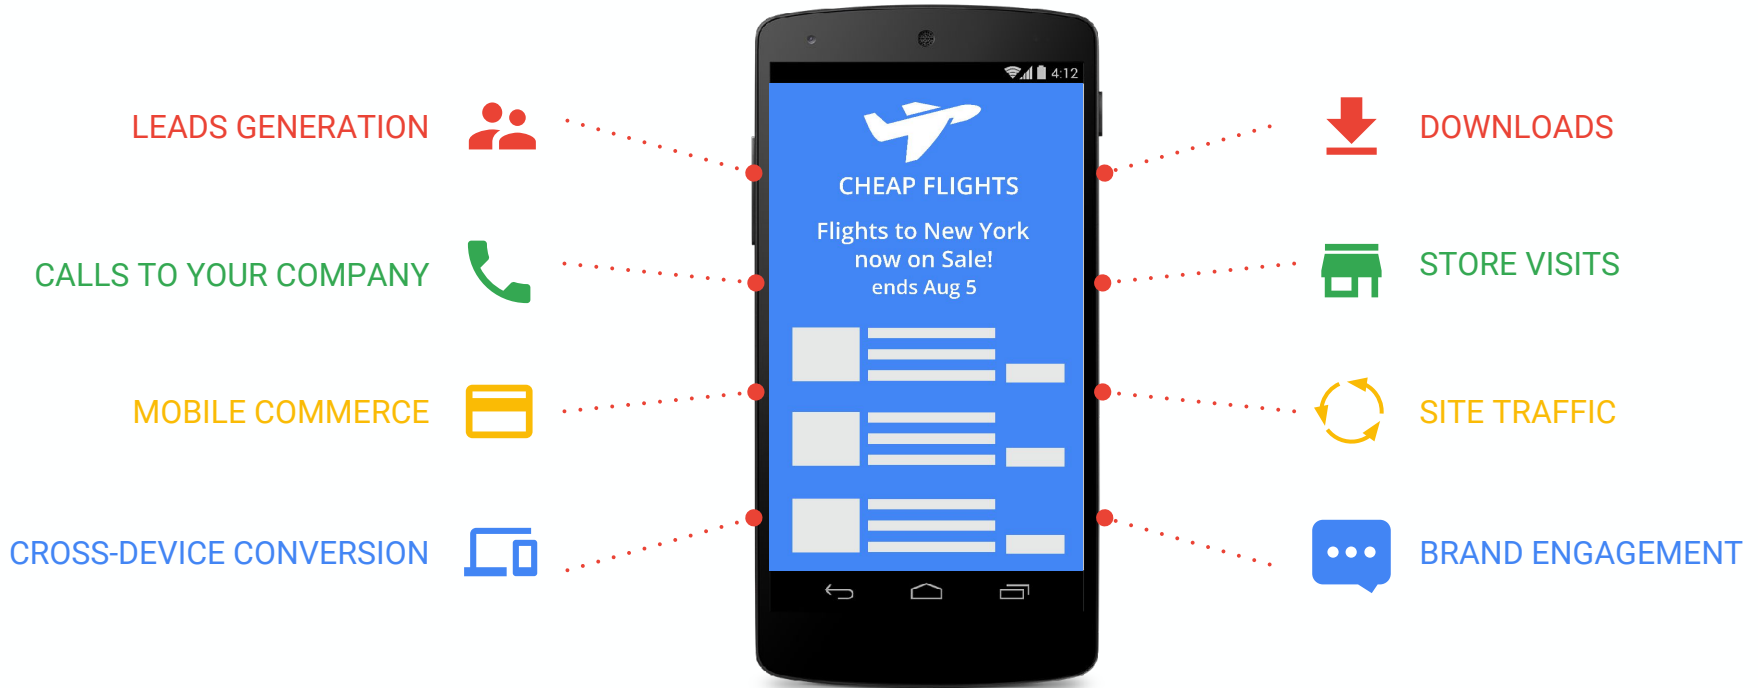 LEADS GENERATION
CALLS TO YOUR COMPANY
MOBILE COMMERCE
CROSS-DEVICE CONVERSION
4:12
CHEAP FLIGHTS
Flights to New York
now on Sale!
ends Aug 5
DOWNLOADS
STORE VISITS
SITE TRAFFIC
BRAND ENGAGEMENT